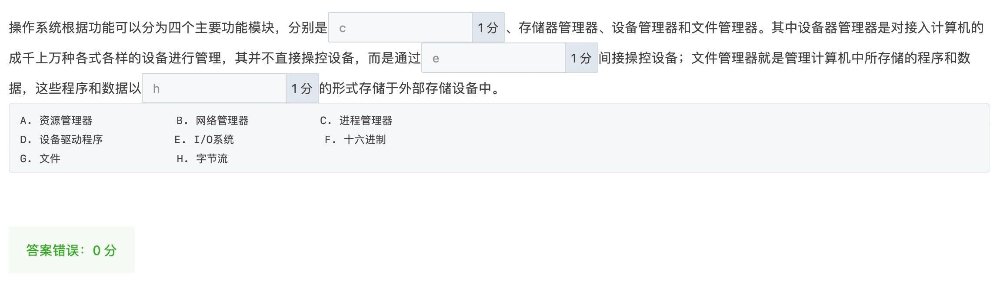 操作系统根据功能可以分为四个主要功能模块，分别是 c 1 分 、存储器管理器、设备管理器和文件管理器。其中设备器管理器是对接入计算机的
成千上万种各式各样的设备进行管理，其并不直接操控设备，而是通过 e 1 分 间接操控设备；文件管理器就是管理计算机中所存储的程序和数
据，这些程序和数据以 h 1 分 的形式存储于外部存储设备中。
A. 资源管理器 B. 网络管理器 C. 进程管理器
D. 设备驱动程序 E. I/O系统 F. 十六进制
G. 文件 H. 字节流
答案错误：0 分